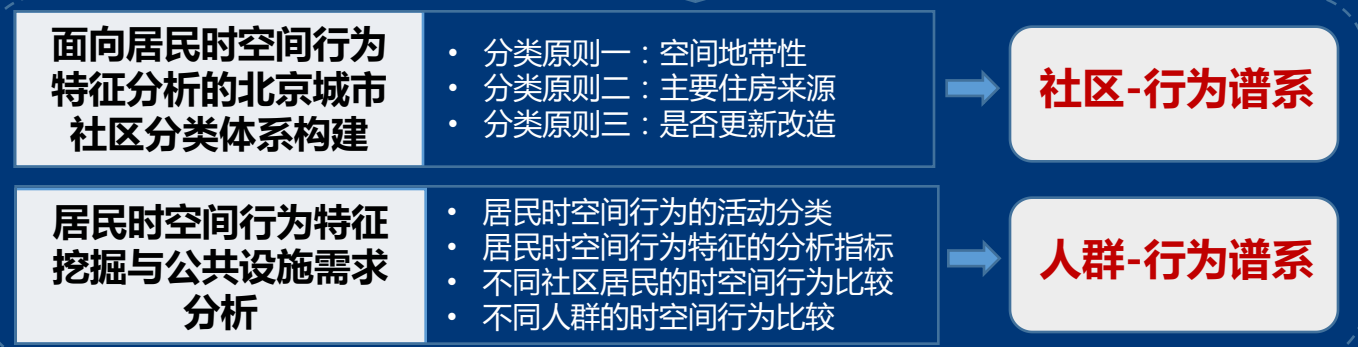 面向居民时空间行为
特征分析的北京城市
社区分类体系构建
• 分类原则一：空间地带性
• 分类原则二：主要住房来源
• 分类原则三：是否更新改造
社区-行为谱系
居民时空间行为特征
挖掘与公共设施需求
分析
• 居民时空间行为的活动分类
• 居民时空间行为特征的分析指标
• 不同社区居民的时空间行为比较
• 不同人群的时空间行为比较
人群-行为谱系